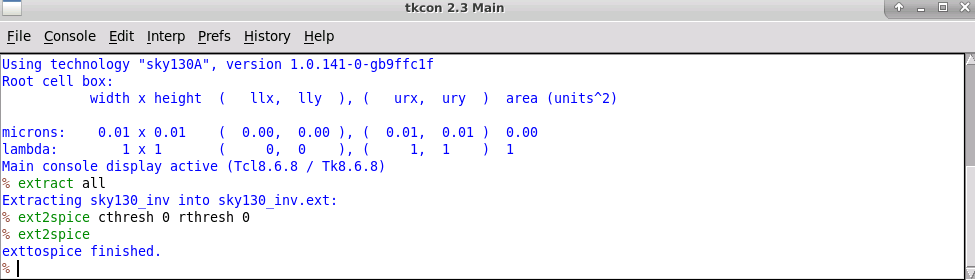 tkcon 2.3 Main
File Console Edit Interp Prefs History Help
Using technology "sky130A", version 1.0.141-0-gb9ffc1f
Root cell box:
width x height ( llx, lly ), ( urx, ury ) area (units^2)
microns: 0.01 x 0.01 ( 0.00, 0.00 ), ( 0.01, 0.01 ) 0.00
lambda: 1 x 1 ( 0, 0 ), ( 1, 1 ) 1
Main console display active (Tcl8.6.8 / Tk8.6.8)
% extract all
Extracting sky130_inv into sky130_inv.ext:
% ext2spice cthresh 0 rthresh 0
% ext2spice
exttospice finished.
%